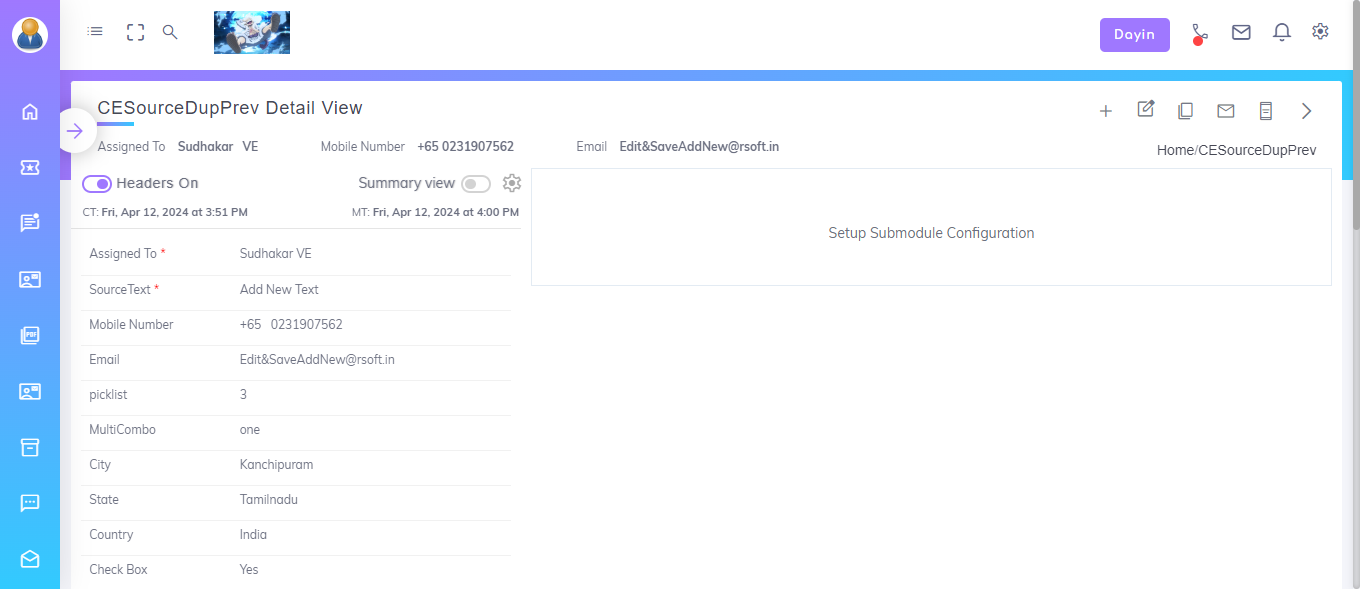 Dayin
CESourceDupPrev Detail View
Assigned To Sudhakar VE Mobile Number +65 0231907562 Email Edit&SaveAddNew@rsoft.in
Home/CESourceDupPrev
Headers On Summary view
CT: Fri, Apr 12, 2024 at 3:51 PM MT: Fri, Apr 12, 2024 at 4:00 PM
Setup Submodule Configuration
Assigned To * Sudhakar VE
SourceText * Add New Text
Mobile Number +65 0231907562
Email Edit&SaveAddNew@rsoft.in
picklist 3
MultiCombo one
City Kanchipuram
State Tamilnadu
Country India
Check Box Yes
PDF